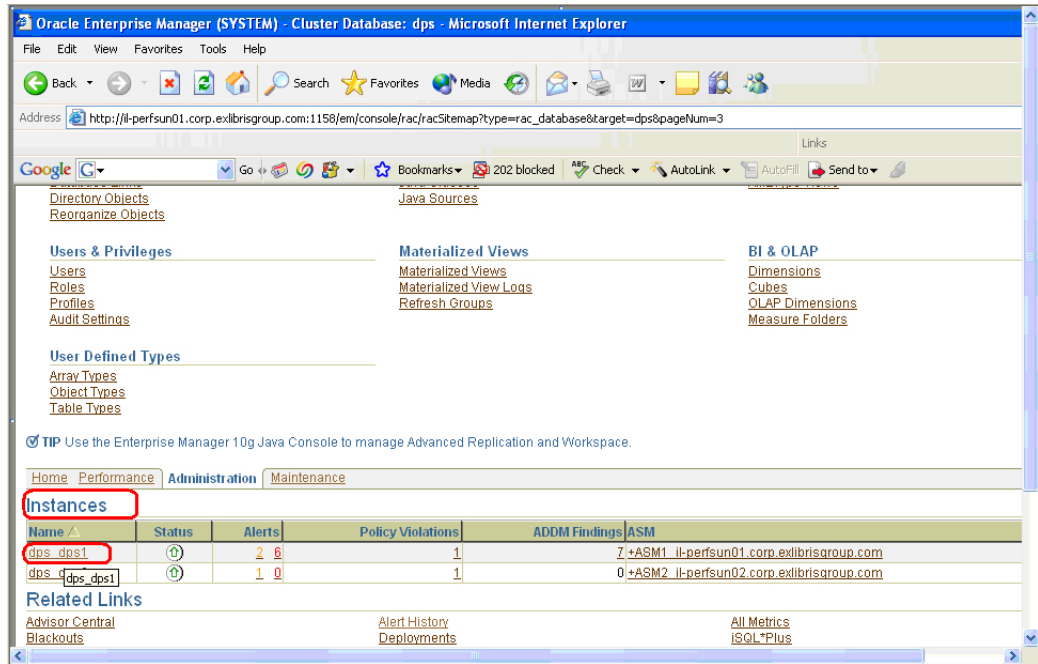 Oracle Enterprise Manager (SYSTEM) - Cluster Database: dps - Microsoft Internet Explorer
File Edit View Favorites Tools Help
Back Search Favorites Media
Address http://il-perfsun01.corp.exlibrisgroup.com:1158/em/console/rac/racSitemap?type=rac_database&target=dps&pageNum=3
Links
Google G Go Bookmarks 202 blocked ABC Check AutoLink AutoFill Send to
Directory Objects Java Sources
Reorganize Objects
Users & Privileges Materialized Views BI & OLAP
Users Materialized Views Dimensions
Roles Materialized View Logs Cubes
Profiles Refresh Groups OLAP Dimensions
Audit Settings Measure Folders
User Defined Types
Array Types
Object Types
Table Types
TIP Use the Enterprise Manager 10g Java Console to manage Advanced Replication and Workspace.
Home Performance Administration Maintenance
Instances
Name Status Alerts Policy Violations ADDM Findings ASM
dps_dps1 2 6 1 7 +ASM1_il-perfsun01.corp.exlibrisgroup.com
dps 1 0 1 0 +ASM2_il-perfsun02.corp.exlibrisgroup.com
dps_dps1
Related Links
Advisor Central Alert History All Metrics
Blackouts Deployments iSQL*Plus